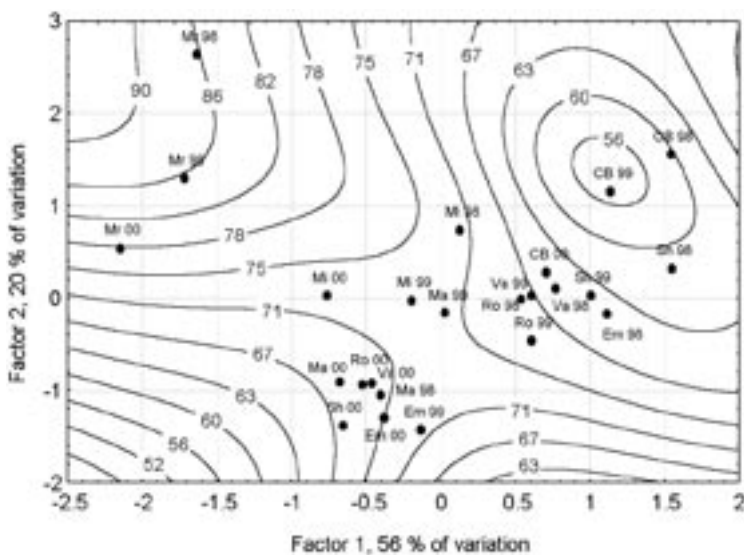 3
Mr 98
71
67
78
75
63
82
90
86
60
2
56
CB 98
Mr 99
CB 99
1
Mr 00
78
Mi 98
Sh 98
75
CB 00
Mi 00
Mi 99
Va 99
Sh 99
0
Ma 99
Ro 98
Va 98
Em 98
71
Ro 99
67
Ro 00
Ma 00
Va 00
Ma 98
-1
63
Sh 00
Em 99
71
60
Em 00
56
67
52
63
-2
-2.5 -2 -1.5 -1 -0.5 0 0.5 1 1.5 2
Factor 2, 20 % of variation
Factor 1, 56 % of variation